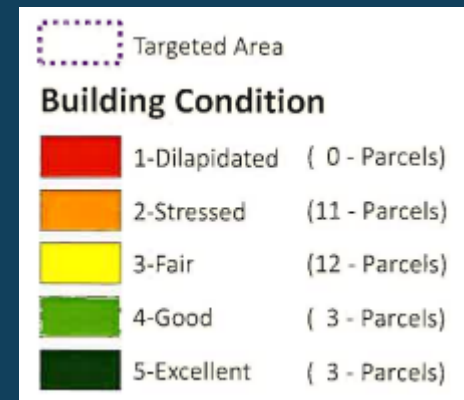 Targeted Area
Building Condition
1-Dilapidated ( 0 - Parcels)
2-Stressed (11 - Parcels)
3-Fair (12 - Parcels)
4-Good ( 3 - Parcels)
5-Excellent ( 3 - Parcels)